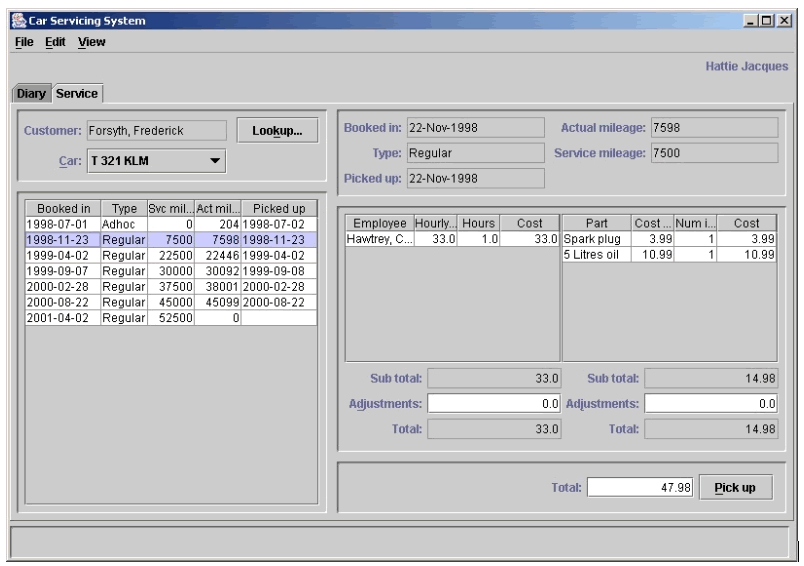 Car Servicing System
File Edit View
Hattie Jacques
Diary Service
Customer: Forsyth, Frederick Lookup...
Car: T 321 KLM
Booked in Type Svc mil... Act mil... Picked up
1998-07-01 Adhoc 0 204 1998-07-02
1998-11-23 Regular 7500 7598 1998-11-23
1999-04-02 Regular 22500 22446 1999-04-02
1999-09-07 Regular 30000 30092 1999-09-08
2000-02-28 Regular 37500 38001 2000-02-28
2000-08-22 Regular 45000 45099 2000-08-22
2001-04-02 Regular 52500 0
Booked in: 22-Nov-1998 Actual mileage: 7598
Type: Regular Service mileage: 7500
Picked up: 22-Nov-1998
Employee Hourly... Hours Cost
Hawtrey, C... 33.0 1.0 33.0
Part Cost ... Num i... Cost
Spark plug 3.99 1 3.99
5 Litres oil 10.99 1 10.99
Sub total: 33.0 Sub total: 14.98
Adjustments: 0.0 Adjustments: 0.0
Total: 33.0 Total: 14.98
Total: 47.98 Pick up